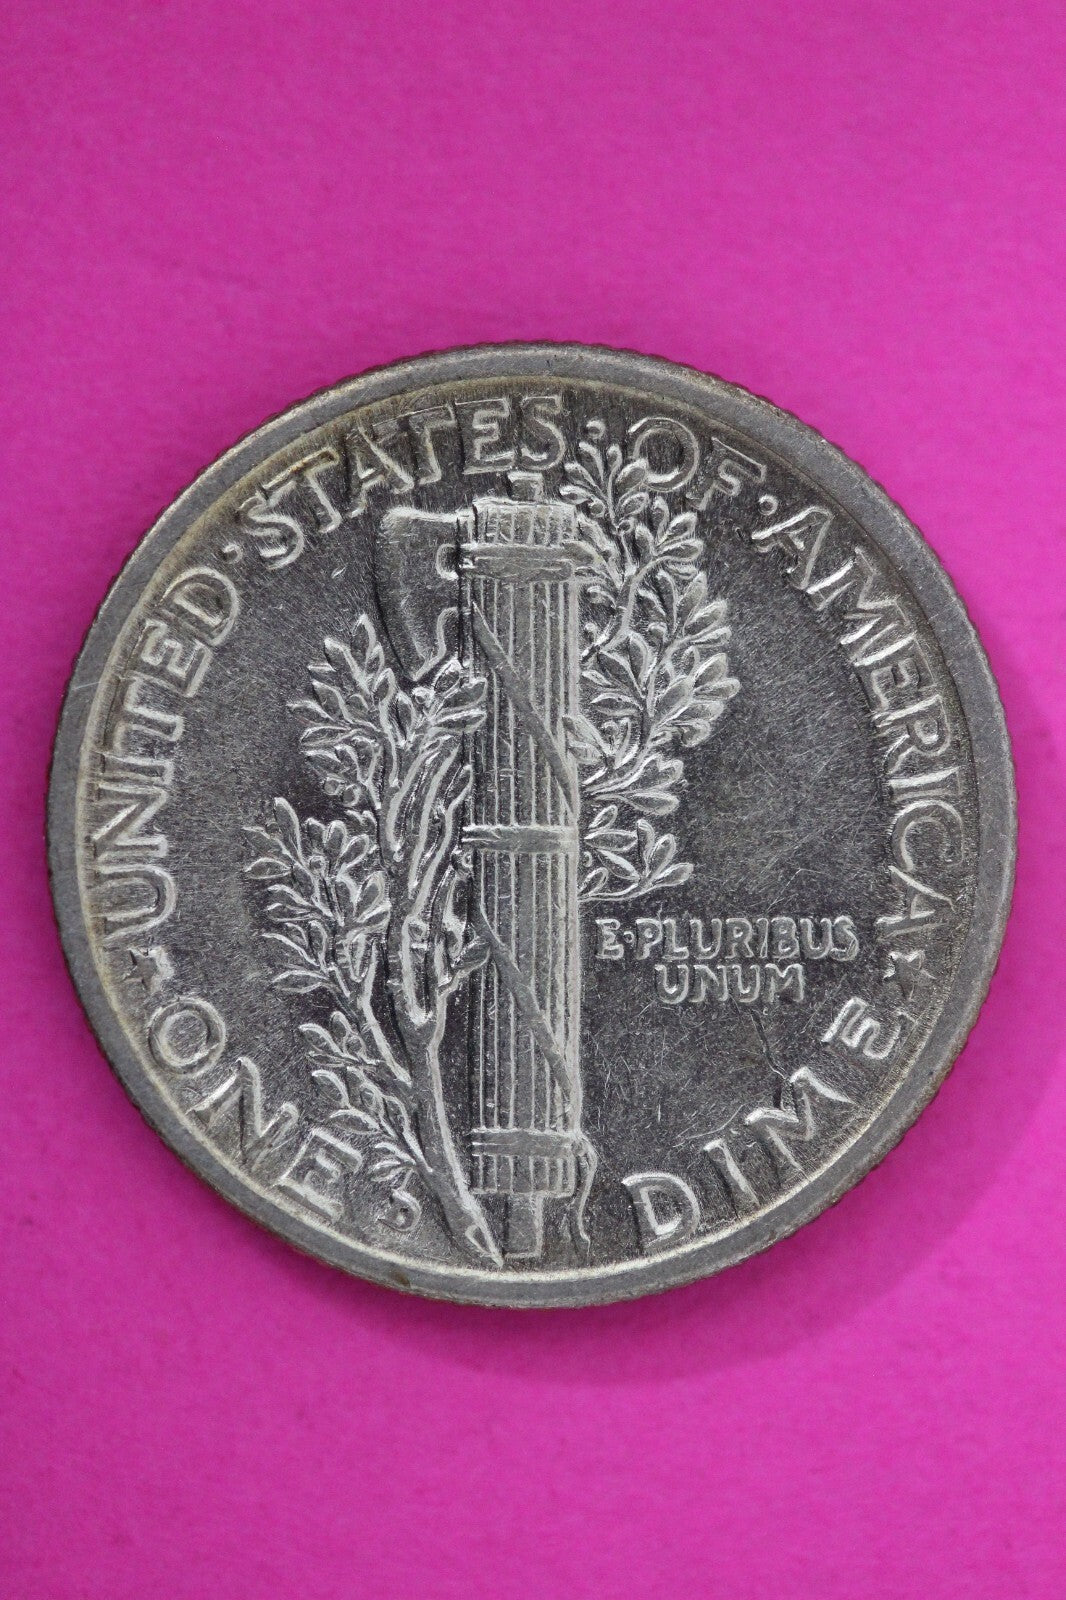 UNITED·STATES·OF·AMERICA
E·PLURIBUS
UNUM
ONE DIME
D